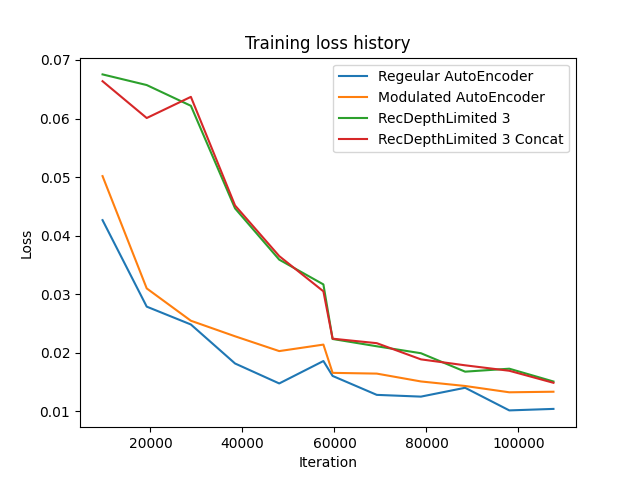 Training loss history
Regeular AutoEncoder
Modulated AutoEncoder
RecDepthLimited 3
RecDepthLimited 3 Concat
0.07
0.06
0.05
0.04
0.03
0.02
0.01
Loss
20000 40000 60000 80000 100000
Iteration